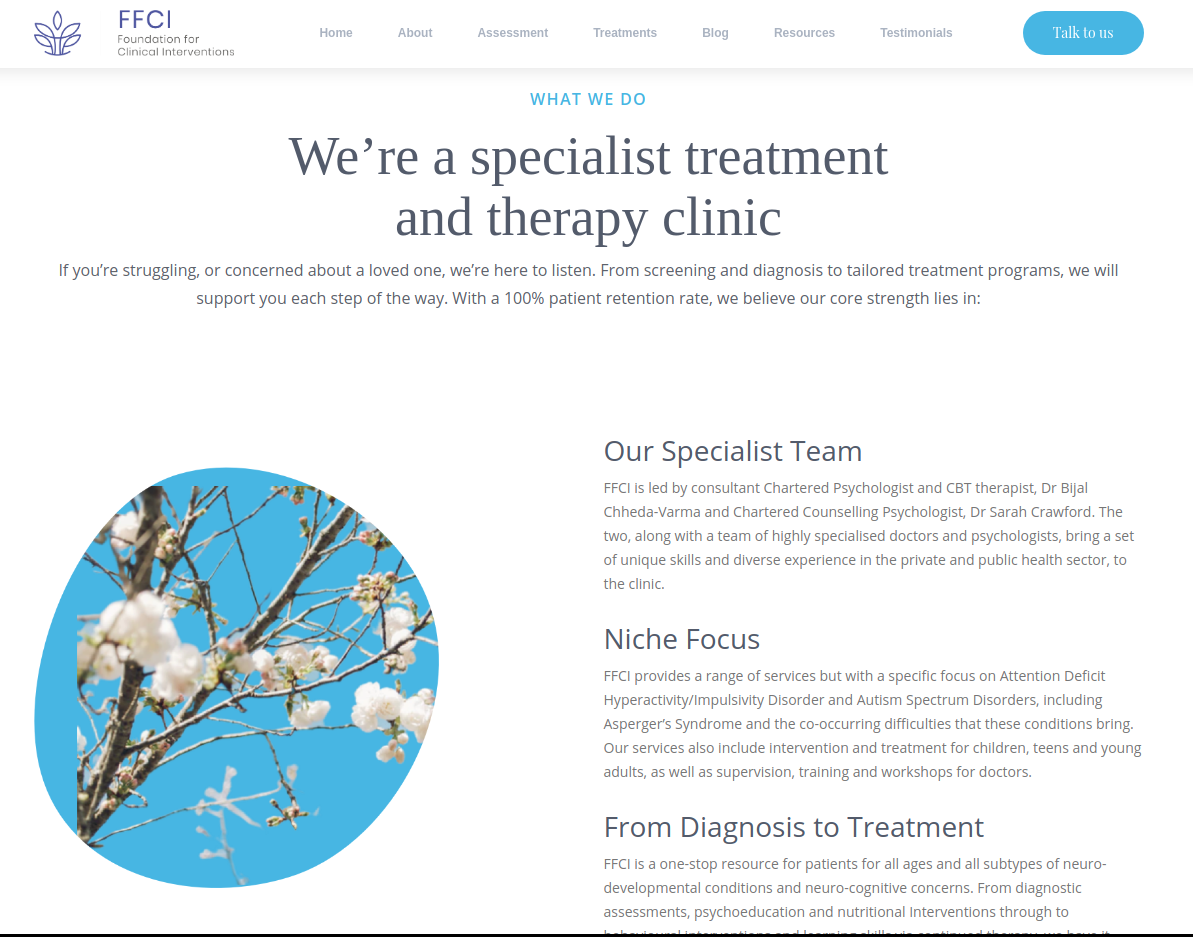 FFCI
Foundation for
Clinical Interventions
Home About Assessment Treatments Blog Resources Testimonials Talk to us
WHAT WE DO
We’re a specialist treatment
and therapy clinic
If you’re struggling, or concerned about a loved one, we’re here to listen. From screening and diagnosis to tailored treatment programs, we will
support you each step of the way. With a 100% patient retention rate, we believe our core strength lies in:
Our Specialist Team
FFCI is led by consultant Chartered Psychologist and CBT therapist, Dr Bijal
Chheda-Varma and Chartered Counselling Psychologist, Dr Sarah Crawford. The
two, along with a team of highly specialised doctors and psychologists, bring a set
of unique skills and diverse experience in the private and public health sector, to
the clinic.
Niche Focus
FFCI provides a range of services but with a specific focus on Attention Deficit
Hyperactivity/Impulsivity Disorder and Autism Spectrum Disorders, including
Asperger’s Syndrome and the co-occurring difficulties that these conditions bring.
Our services also include intervention and treatment for children, teens and young
adults, as well as supervision, training and workshops for doctors.
From Diagnosis to Treatment
FFCI is a one-stop resource for patients for all ages and all subtypes of neuro-
developmental conditions and neuro-cognitive concerns. From diagnostic
assessments, psychoeducation and nutritional Interventions through to